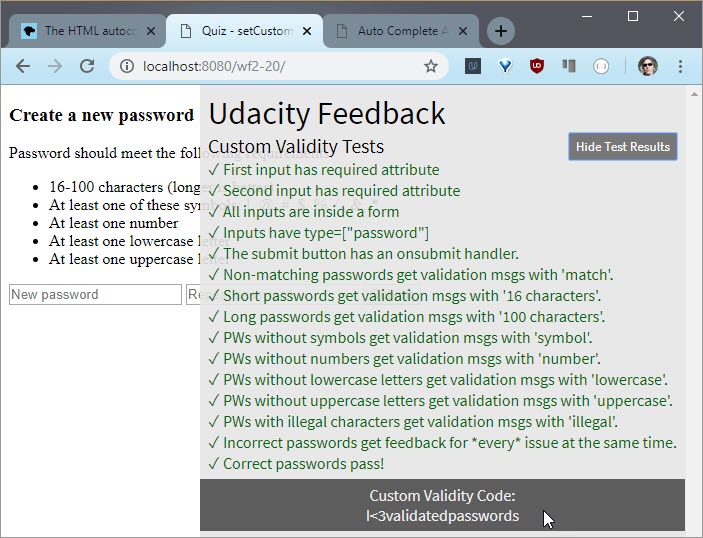 The HTML autoc
Quiz - setCustom
Auto Complete A
localhost:8080/wf2-20/
Create a new password
Password should meet the following requirements
16-100 characters (longer
At least one of these symbols
At least one number
At least one lowercase letter
At least one uppercase letter
New password
Udacity Feedback
Custom Validity Tests
Hide Test Results
✓ First input has required attribute
✓ Second input has required attribute
✓ All inputs are inside a form
✓ Inputs have type=["password"]
✓ The submit button has an onsubmit handler.
✓ Non-matching passwords get validation msgs with 'match'.
✓ Short passwords get validation msgs with '16 characters'.
✓ Long passwords get validation msgs with '100 characters'.
✓ PWs without symbols get validation msgs with 'symbol'.
✓ PWs without numbers get validation msgs with 'number'.
✓ PWs without lowercase letters get validation msgs with 'lowercase'.
✓ PWs without uppercase letters get validation msgs with 'uppercase'.
✓ PWs with illegal characters get validation msgs with 'illegal'.
✓ Incorrect passwords get feedback for *every* issue at the same time.
✓ Correct passwords pass!
Custom Validity Code:
l<3validatedpasswords